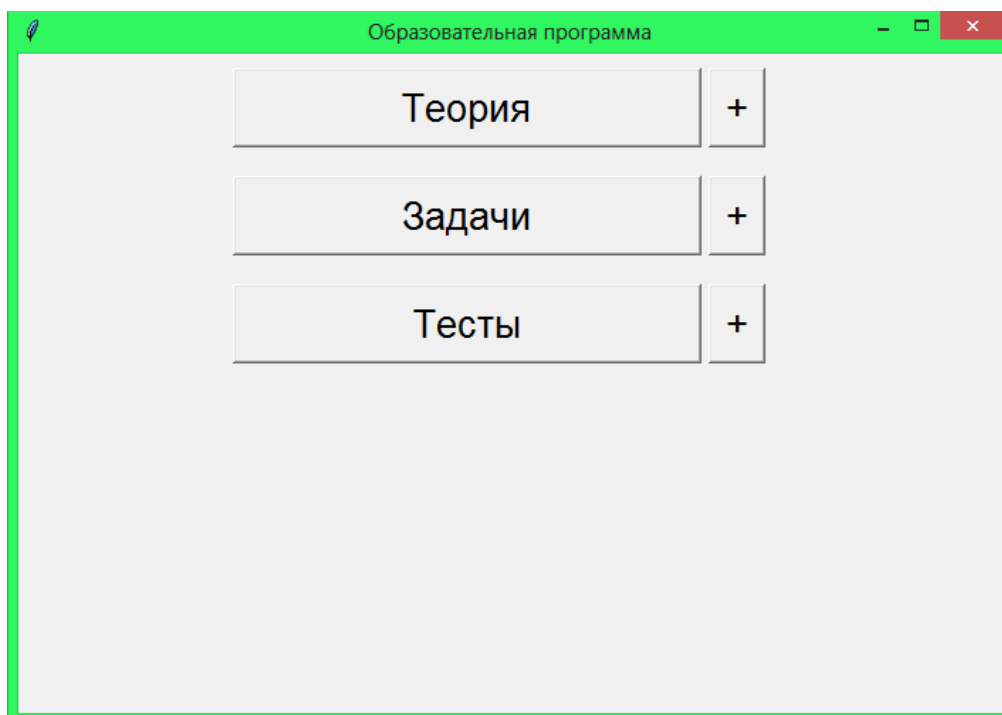 Образовательная программа
Теория +
Задачи +
Тесты +